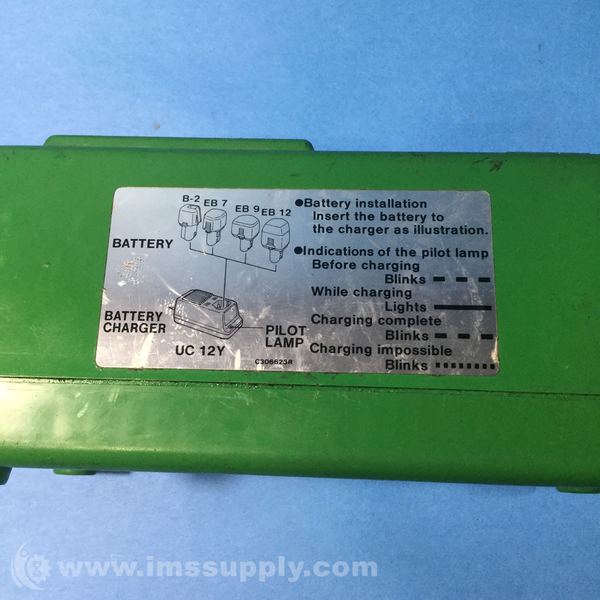 B-2 EB 7 EB 9 EB 12
BATTERY
BATTERY
CHARGER
PILOT
LAMP
UC 12Y
C306623R
●Battery installation
Insert the battery to
the charger as illustration.
●Indications of the pilot lamp
Before charging
Blinks
While charging
Lights
Charging complete
Blinks
Charging impossible
Blinks
www.imssupply.com